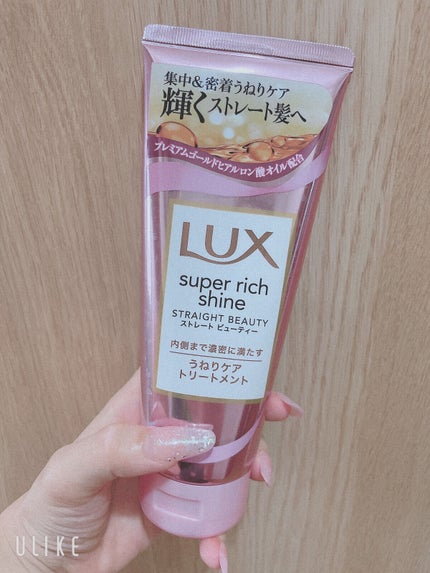 集中&密着うねりケア
輝くストレート髪へ
プレミアムゴールドヒアルロン酸オイル配合
LUX
super rich
shine
STRAIGHT BEAUTY
ストレート ビューティー
内側まで濃密に満たす
うねりケア
トリートメント
ULIKE